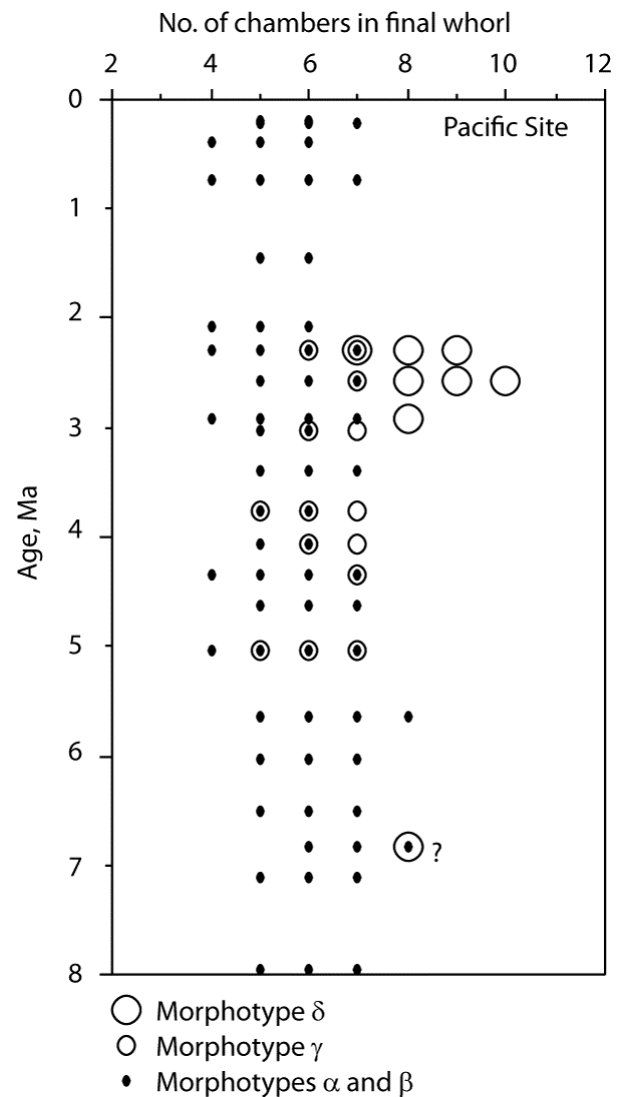 No. of chambers in final whorl
2 4 6 8 10 12
Pacific Site
0
1
2
3
4
5
6
7
8
Age, Ma
?
Morphotype δ
Morphotype γ
Morphotypes α and β